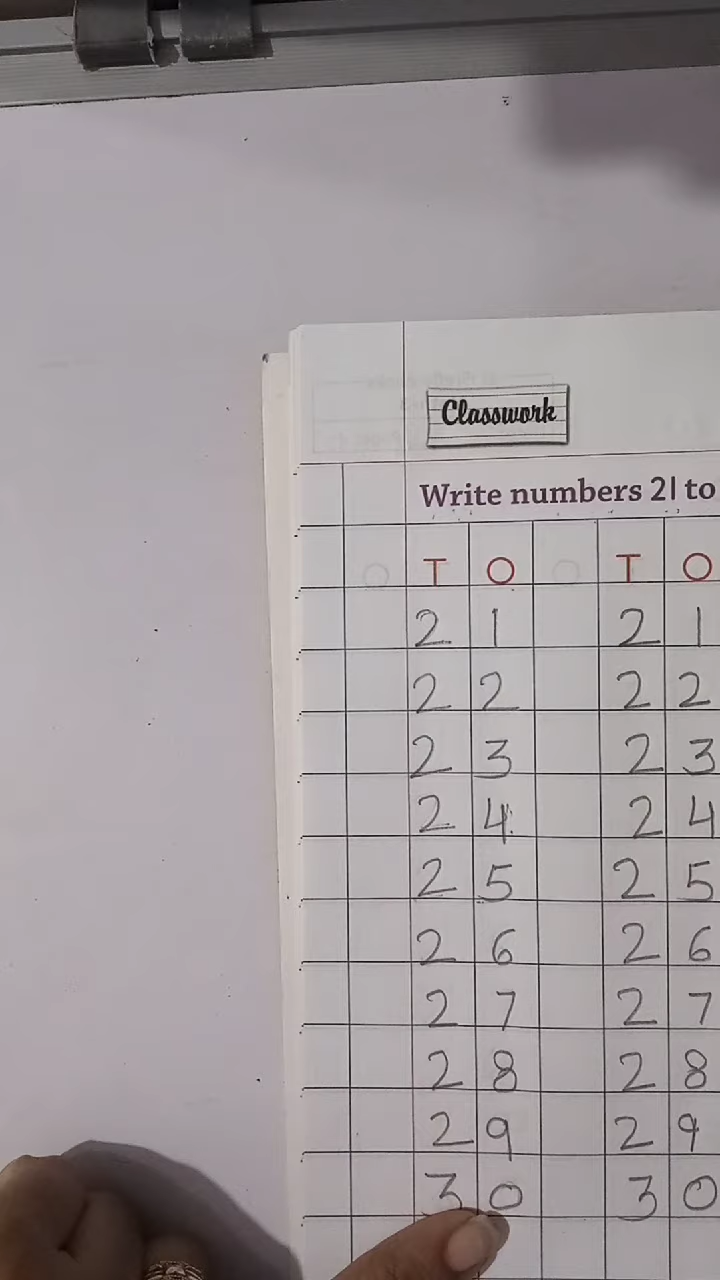 Classwork
Write numbers 21 to
T O T O
2 1 2 1
2 2 2 2
2 3 2 3
2 4 2 4
2 5 2 5
2 6 2 6
2 7 2 7
2 8 2 8
2 9 2 9
3 0 3 0